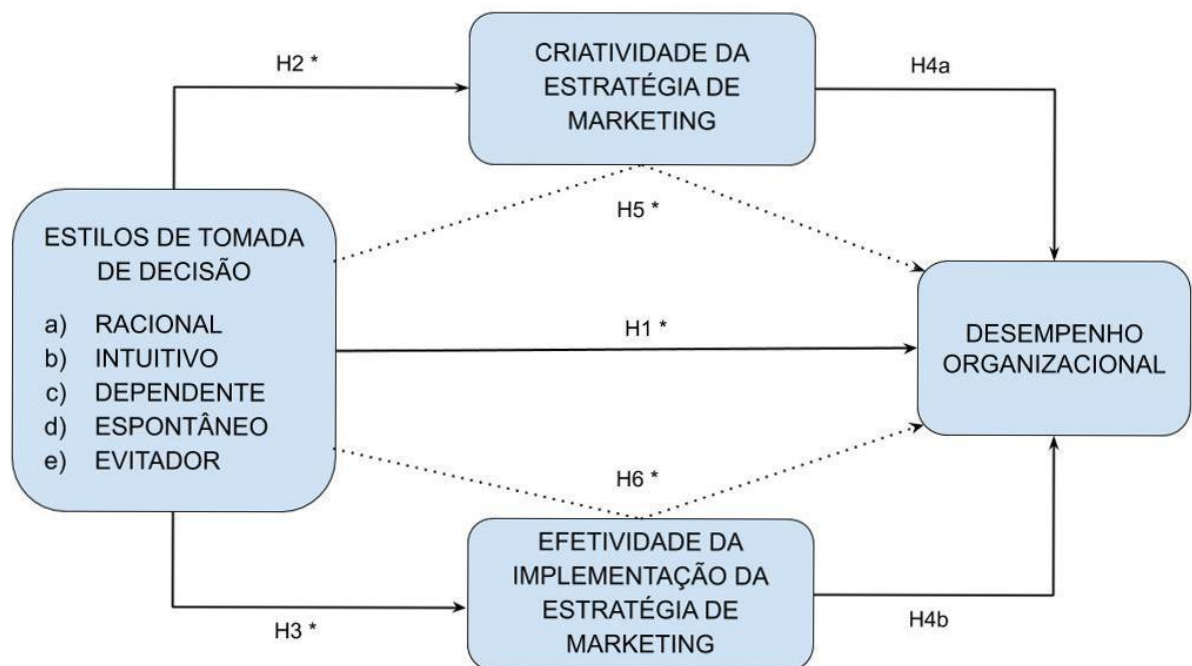 H2 *
CRIATIVIDADE DA
ESTRATÉGIA DE
MARKETING
H4a
H5 *
ESTILOS DE TOMADA
DE DECISÃO
a) RACIONAL
b) INTUITIVO
c) DEPENDENTE
d) ESPONTÂNEO
e) EVITADOR
H1 *
DESEMPENHO
ORGANIZACIONAL
H6 *
H3 *
EFETIVIDADE DA
IMPLEMENTAÇÃO DA
ESTRATÉGIA DE
MARKETING
H4b